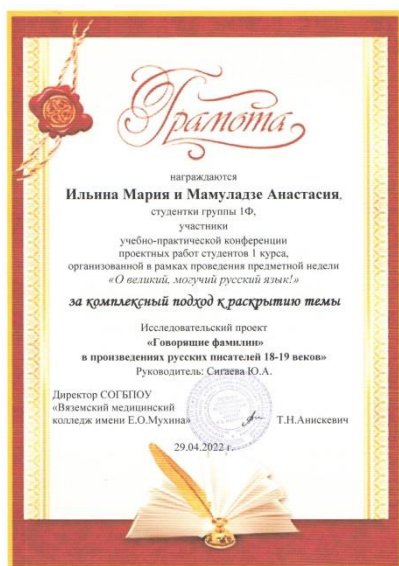 Грамота
награждаются
Ильина Мария и Мамуладзе Анастасия,
студентки группы 1Ф,
участники
учебно-практической конференции
проектных работ студентов 1 курса,
организованной в рамках проведения предметной недели
«О великий, могучий русский язык!»
за комплексный подход к раскрытию темы
Исследовательский проект
«Говорящие фамилии»
в произведениях русских писателей 18-19 веков»
Руководитель: Сигаева Ю.А.
Директор СОГБПОУ
«Вяземский медицинский
колледж имени Е.О.Мухина» Т.Н.Анискевич
29.04.2022 г.